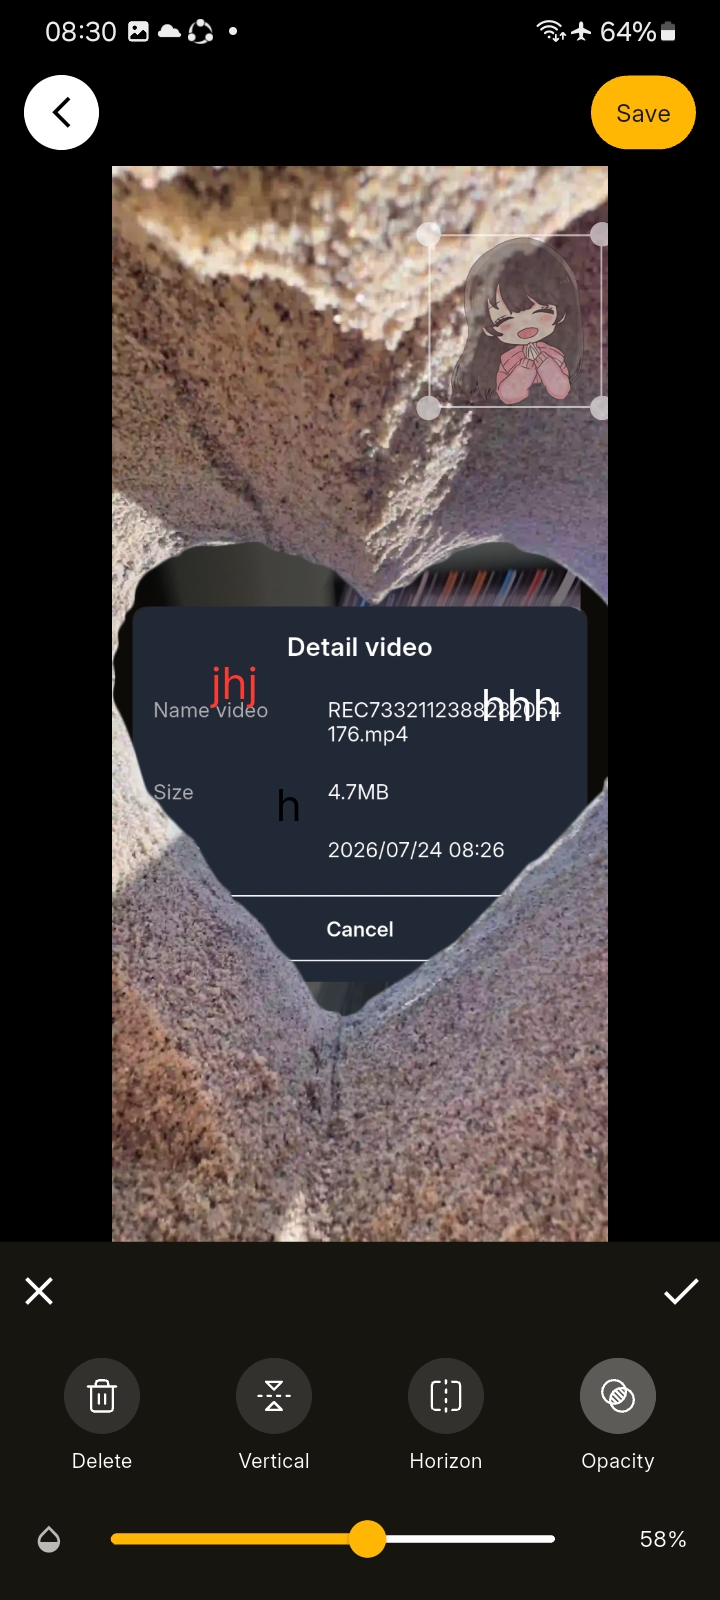 08:30
64%
Save
Detail video
jhj
Name video
REC7332112388282064
176.mp4
hhh
Size
4.7MB
h
2026/07/24 08:26
Cancel
Delete
Vertical
Horizon
Opacity
58%